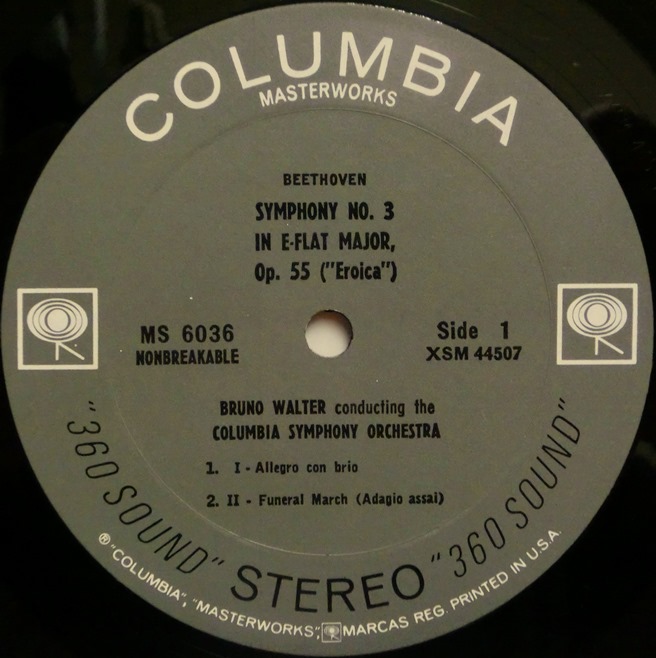 COLUMBIA
MASTERWORKS
BEETHOVEN
SYMPHONY NO. 3
IN E-FLAT MAJOR,
Op. 55 ("Eroica")
MS 6036
NONBREAKABLE
Side 1
XSM 44507
BRUNO WALTER conducting the
COLUMBIA SYMPHONY ORCHESTRA
1. I - Allegro con brio
2. II - Funeral March (Adagio assai)
"360 SOUND" STEREO "360 SOUND"
® "COLUMBIA", "MASTERWORKS", MARCAS REG. PRINTED IN U.S.A.